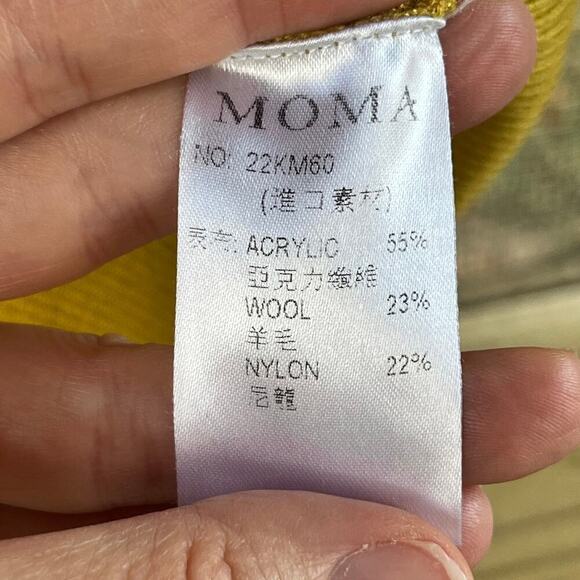 MOMA
NO: 22KM60
(進口素材)
表布: ACRYLIC 55%
亞克力纖維
WOOL 23%
羊毛
NYLON 22%
尼龍